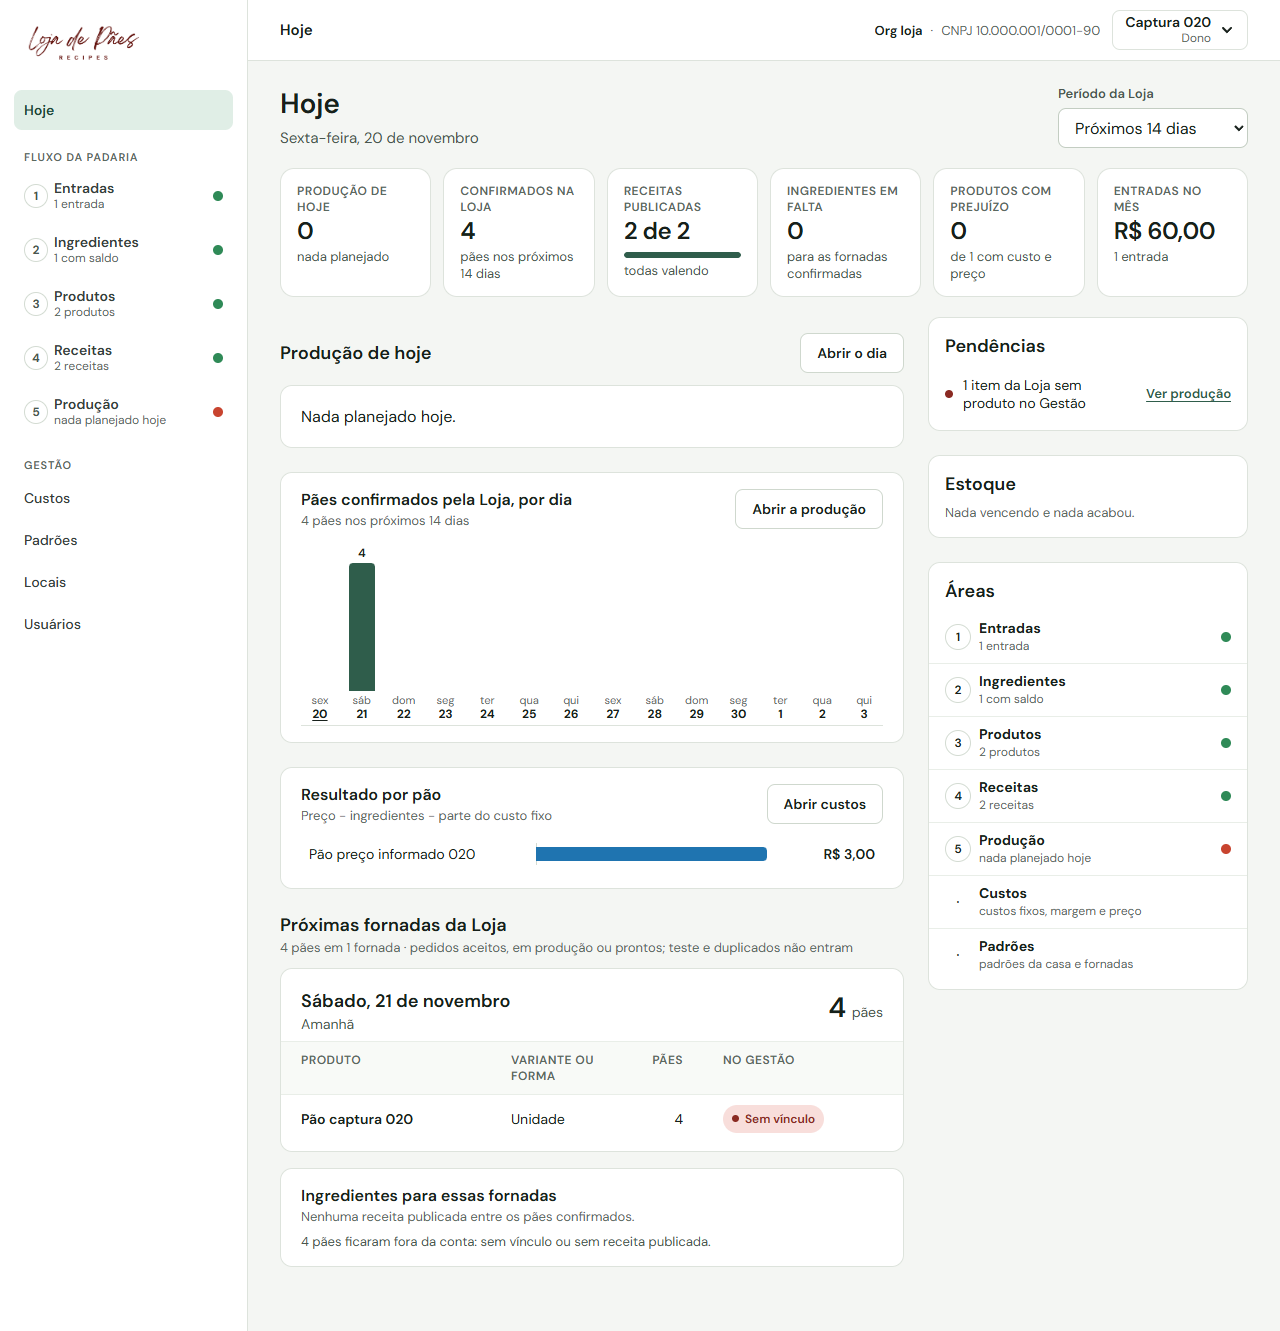 Loja de Pães
RECIPES
Hoje
FLUXO DA PADARIA
1
Entradas
1 entrada
2
Ingredientes
1 com saldo
3
Produtos
2 produtos
4
Receitas
2 receitas
5
Produção
nada planejado hoje
GESTÃO
Custos
Padrões
Locais
Usuários
Hoje
Org loja · CNPJ 10.000.001/0001-90
Captura 020
Dono
Hoje
Sexta-feira, 20 de novembro
Período da Loja
Próximos 14 dias
PRODUÇÃO DE
HOJE
0
nada planejado
CONFIRMADOS NA
LOJA
4
pães nos próximos
14 dias
RECEITAS
PUBLICADAS
2 de 2
todas valendo
INGREDIENTES EM
FALTA
0
para as fornadas
confirmadas
PRODUTOS COM
PREJUÍZO
0
de 1 com custo e
preço
ENTRADAS NO
MÊS
R$ 60,00
1 entrada
Produção de hoje
Abrir o dia
Nada planejado hoje.
Pães confirmados pela Loja, por dia
4 pães nos próximos 14 dias
Abrir a produção
4
sex sáb dom seg ter qua qui sex sáb dom seg ter qua qui
20 21 22 23 24 25 26 27 28 29 30 1 2 3
Resultado por pão
Preço − ingredientes − parte do custo fixo
Abrir custos
Pão preço informado 020
R$ 3,00
Próximas fornadas da Loja
4 pães em 1 fornada · pedidos aceitos, em produção ou prontos; teste e duplicados não entram
Sábado, 21 de novembro
Amanhã
4 pães
PRODUTO
VARIANTE OU
FORMA
PÃES
NO GESTÃO
Pão captura 020
Unidade
4
Sem vínculo
Ingredientes para essas fornadas
Nenhuma receita publicada entre os pães confirmados.
4 pães ficaram fora da conta: sem vínculo ou sem receita publicada.
Pendências
1 item da Loja sem
produto no Gestão
Ver produção
Estoque
Nada vencendo e nada acabou.
Áreas
1
Entradas
1 entrada
2
Ingredientes
1 com saldo
3
Produtos
2 produtos
4
Receitas
2 receitas
5
Produção
nada planejado hoje
·
Custos
custos fixos, margem e preço
·
Padrões
padrões da casa e fornadas